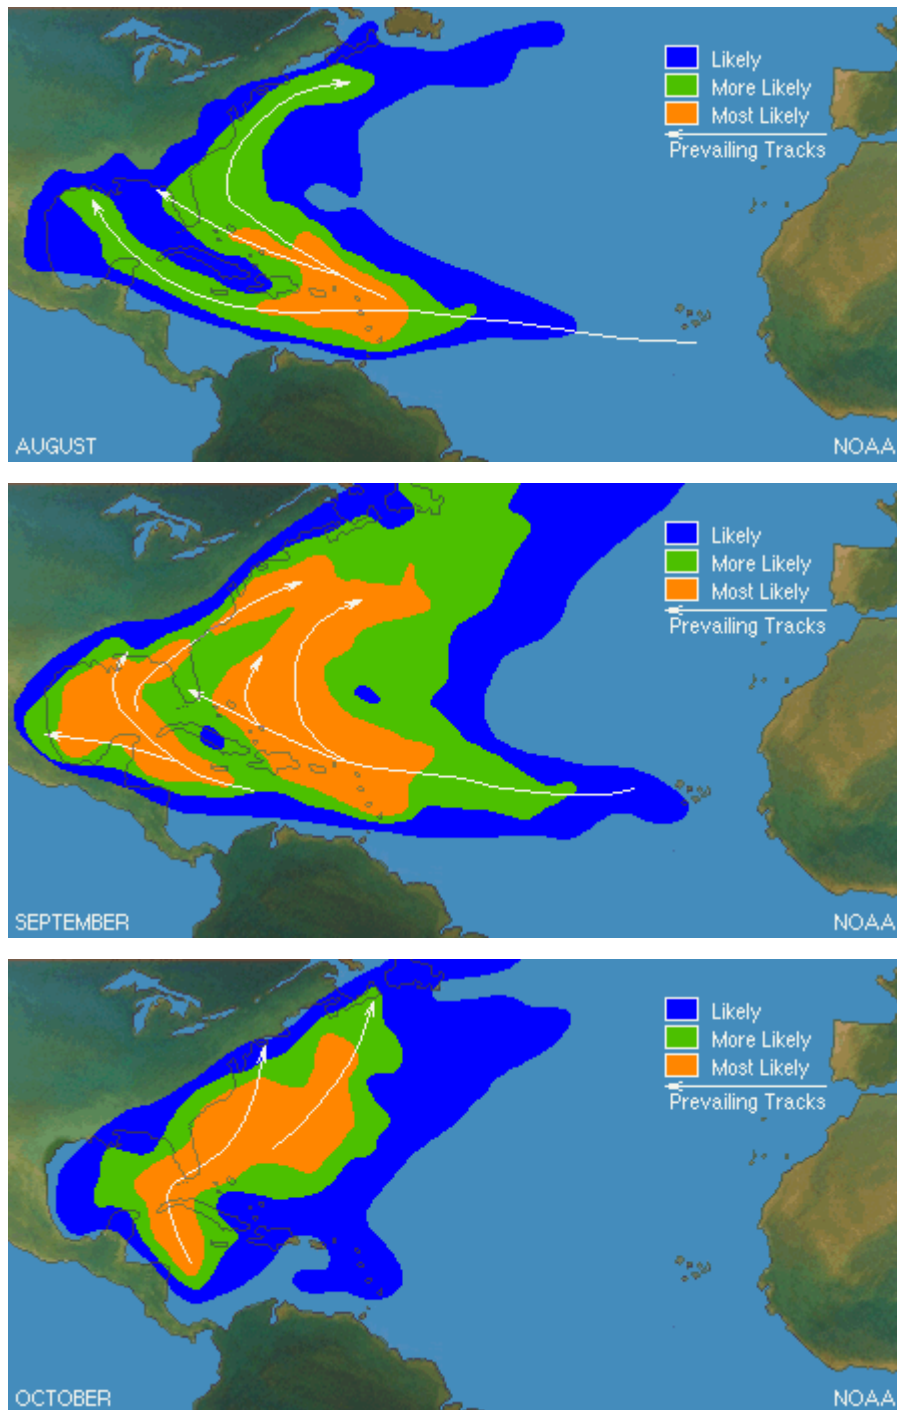 Likely
More Likely
Most Likely
Prevailing Tracks
AUGUST
NOAA
Likely
More Likely
Most Likely
Prevailing Tracks
SEPTEMBER
NOAA
Likely
More Likely
Most Likely
Prevailing Tracks
OCTOBER
NOAA